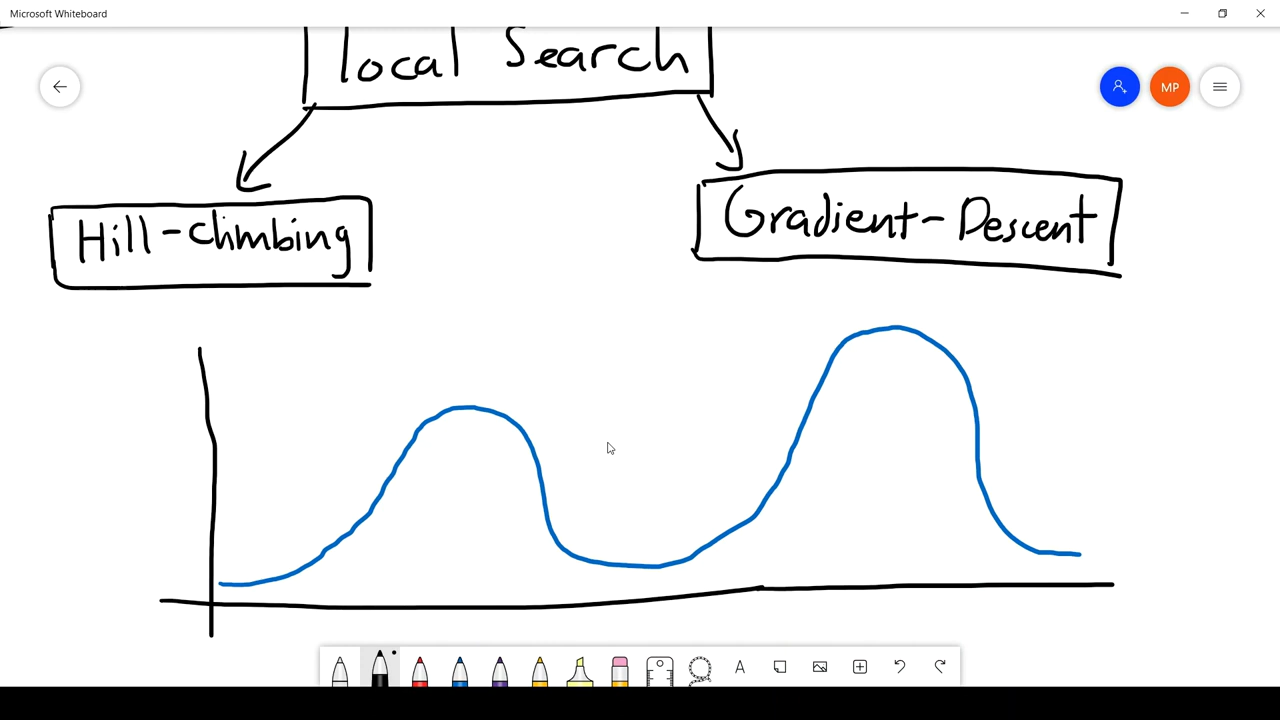 Microsoft Whiteboard
local Search
MP
Hill-Climbing
Gradient-Descent
A